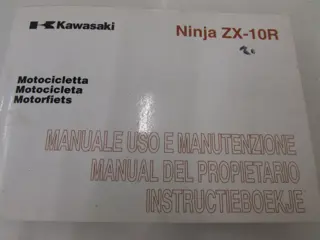 Kawasaki
Ninja ZX-10R
Motocicletta
Motocicleta
Motorfiets
MANUALE USO E MANUTENZIONE
MANUAL DEL PROPIETARIO
INSTRUCTIEBOEKJE